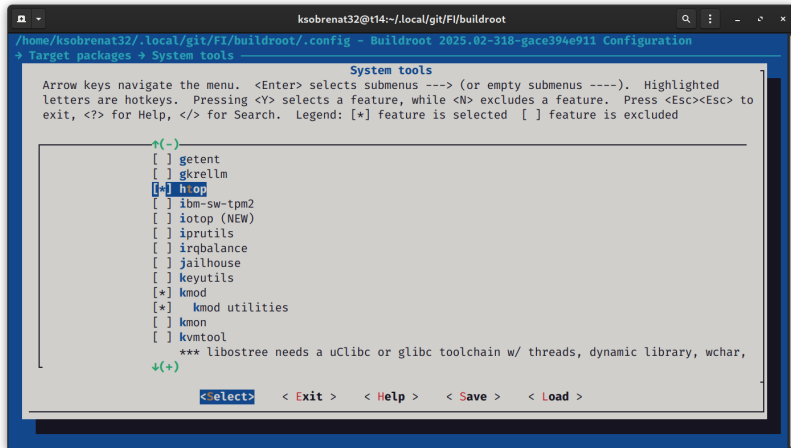 ksobrenat32@t14:~/.local/git/FI/buildroot
/home/ksobrenat32/.local/git/FI/buildroot/.config - Buildroot 2025.02-318-gace394e911 Configuration
→ Target packages → System tools
System tools
Arrow keys navigate the menu.  <Enter> selects submenus ---> (or empty submenus ----).  Highlighted
letters are hotkeys.  Pressing <Y> selects a feature, while <N> excludes a feature.  Press <Esc><Esc> to
exit, <?> for Help, </> for Search.  Legend: [*] feature is selected  [ ] feature is excluded
↑(-)
[ ] getent
[ ] gkrellm
[*] htop
[ ] ibm-sw-tpm2
[ ] iotop (NEW)
[ ] iprutils
[ ] irqbalance
[ ] jailhouse
[ ] keyutils
[*] kmod
[*]   kmod utilities
[ ] kmon
[ ] kvmtool
*** libostree needs a uClibc or glibc toolchain w/ threads, dynamic library, wchar,
↓(+)
<Select>    < Exit >    < Help >    < Save >    < Load >